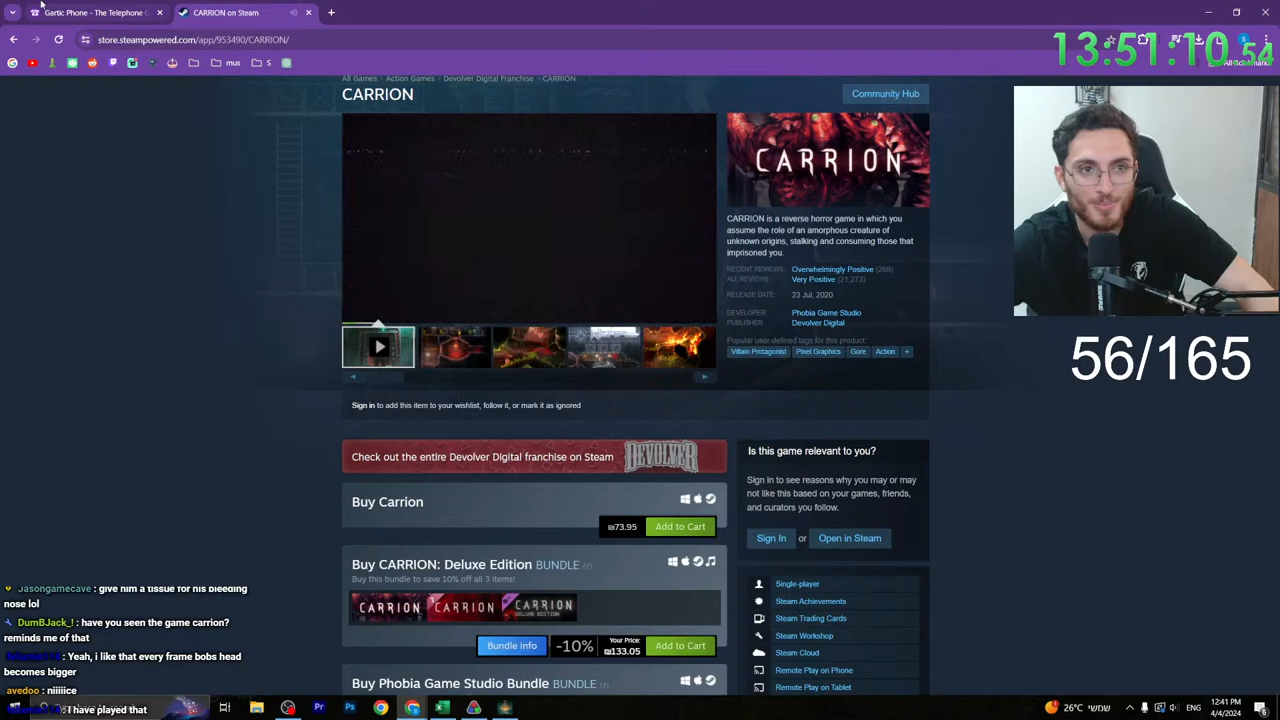 Gartic Phone - The Telephone G
CARRION on Steam
store.steampowered.com/app/953490/CARRION/
mus
S
13:51:10.54
All Games > Action Games > Devolver Digital Franchise > CARRION
CARRION
Community Hub
CARRION
CARRION is a reverse horror game in which you
assume the role of an amorphous creature of
unknown origins, stalking and consuming those that
imprisoned you.
RECENT REVIEWS: Overwhelmingly Positive (268)
ALL REVIEWS: Very Positive (21,273)
RELEASE DATE: 23 Jul, 2020
DEVELOPER: Phobia Game Studio
PUBLISHER: Devolver Digital
Popular user-defined tags for this product:
Villain Protagonist Pixel Graphics Gore Action +
56/165
Sign in to add this item to your wishlist, follow it, or mark it as ignored
Check out the entire Devolver Digital franchise on Steam
DEVOLVER
Is this game relevant to you?
Sign in to see reasons why you may or may
not like this based on your games, friends,
and curators you follow.
Sign In or Open in Steam
Buy Carrion
₪73.95 Add to Cart
Buy CARRION: Deluxe Edition BUNDLE (?)
Buy this bundle to save 10% off all 3 items!
CARRION CARRION CARRION
DELUXE EDITION
Bundle info -10% Your Price: ₪133.05 Add to Cart
Buy Phobia Game Studio Bundle BUNDLE (?)
Single-player
Steam Achievements
Steam Trading Cards
Steam Workshop
Steam Cloud
Remote Play on Phone
Remote Play on Tablet
Jasongamecave: give him a tissue for his bleeding
nose lol
DumBJack_!: have you seen the game carrion?
reminds me of that
: Yeah, i like that every frame bobs head
becomes bigger
avedoo: niiiiice
: I have played that
26°C שמשי
ENG
12:41 PM
4/4/2024
6